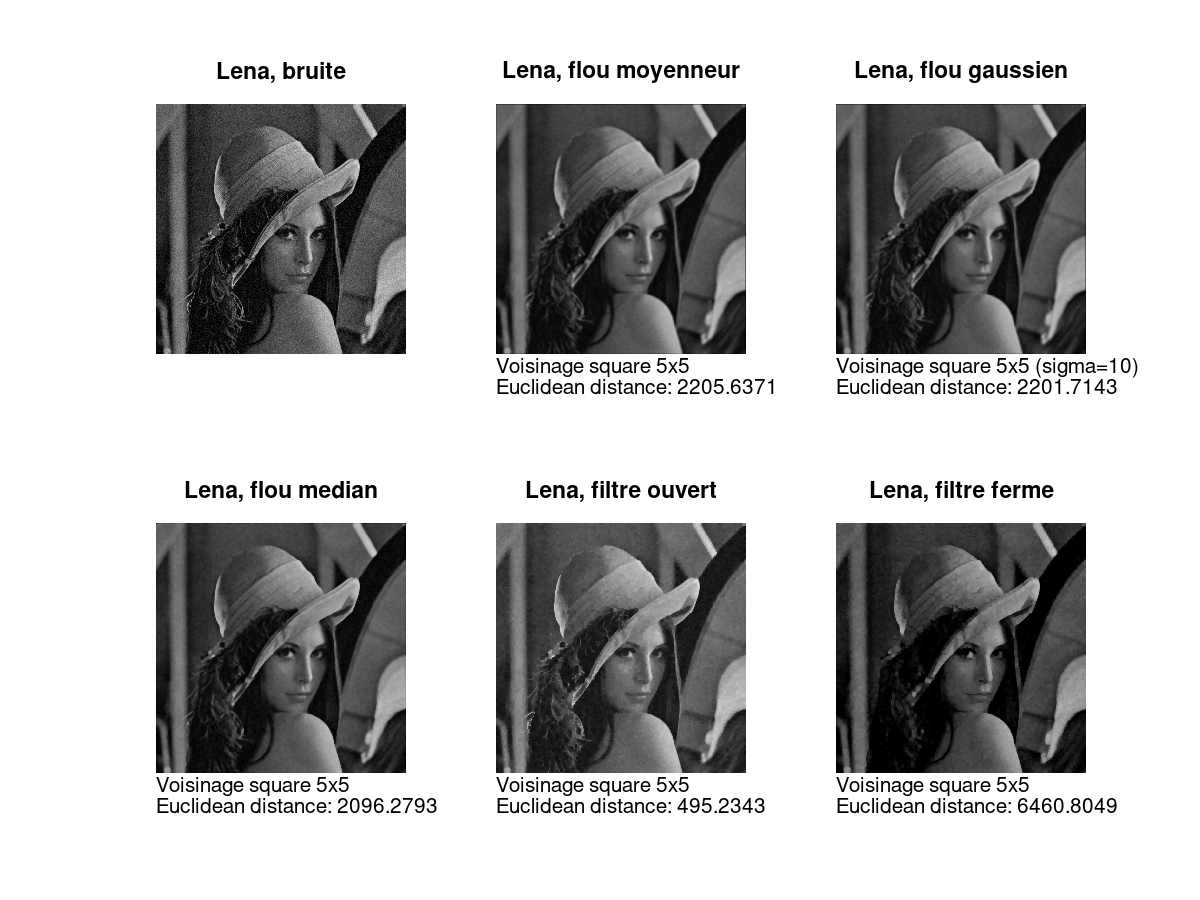 Lena, bruite
Lena, flou moyenneur
Lena, flou gaussien
Voisinage square 5x5
Euclidean distance: 2205.6371
Voisinage square 5x5 (sigma=10)
Euclidean distance: 2201.7143
Lena, flou median
Lena, filtre ouvert
Lena, filtre ferme
Voisinage square 5x5
Euclidean distance: 2096.2793
Voisinage square 5x5
Euclidean distance: 495.2343
Voisinage square 5x5
Euclidean distance: 6460.8049